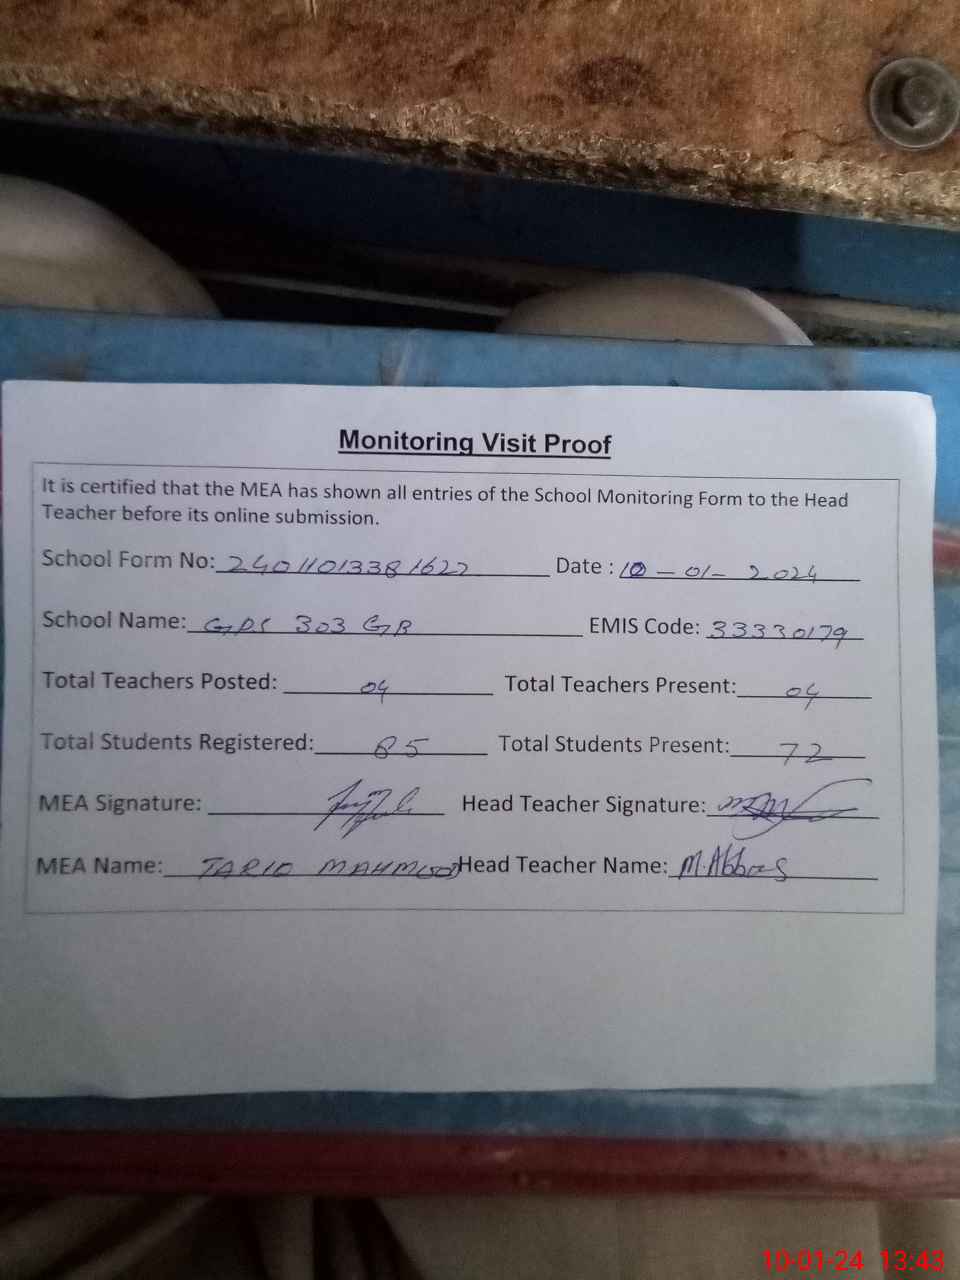 Monitoring Visit Proof
It is certified that the MEA has shown all entries of the School Monitoring Form to the Head
Teacher before its online submission.
School Form No: 24011013381622 Date : 10-01-2024
School Name: GPS 303 GB EMIS Code: 33330179
Total Teachers Posted: 04 Total Teachers Present: 04
Total Students Registered: 85 Total Students Present: 72
MEA Signature: Head Teacher Signature:
MEA Name: TARIQ MAHMOOD Head Teacher Name: M.Abbas
10-01-24 13:43